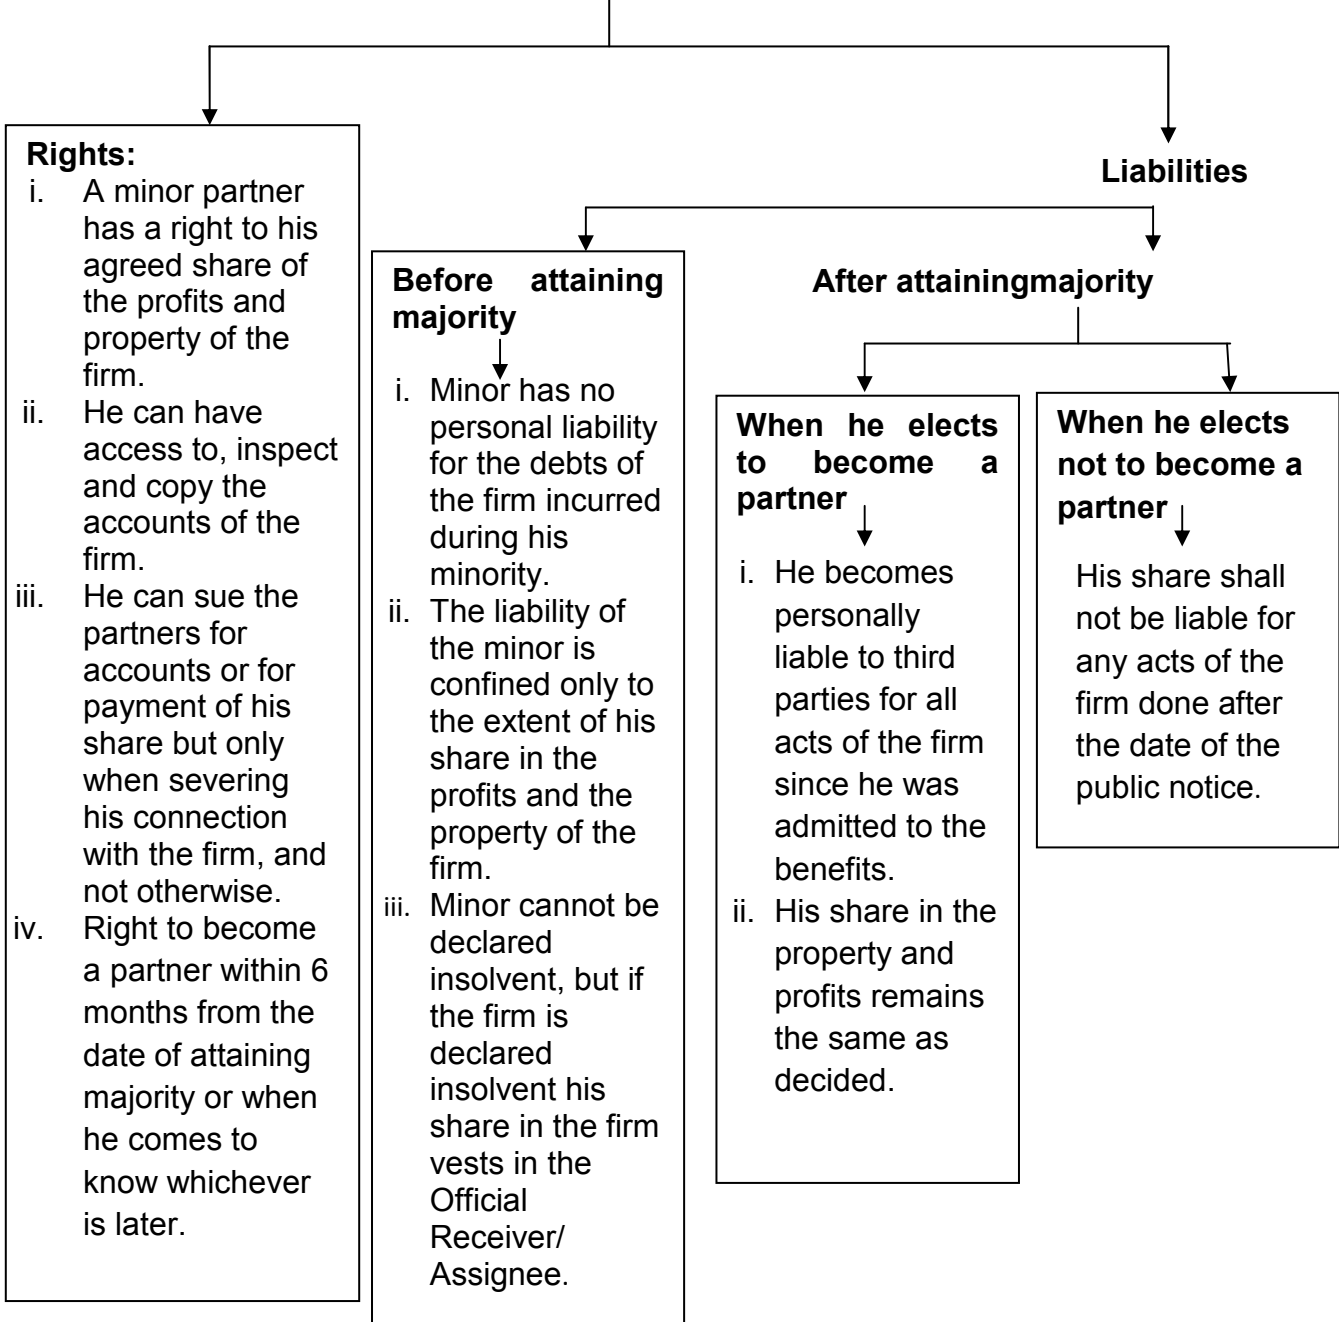 Rights:
i. A minor partner
has a right to his
agreed share of
the profits and
property of the
firm.
ii. He can have
access to, inspect
and copy the
accounts of the
firm.
iii. He can sue the
partners for
accounts or for
payment of his
share but only
when severing
his connection
with the firm, and
not otherwise.
iv. Right to become
a partner within 6
months from the
date of attaining
majority or when
he comes to
know whichever
is later.
Liabilities
Before attaining
majority
i. Minor has no
personal liability
for the debts of
the firm incurred
during his
minority.
ii. The liability of
the minor is
confined only to
the extent of his
share in the
profits and the
property of the
firm.
iii. Minor cannot be
declared
insolvent, but if
the firm is
declared
insolvent his
share in the firm
vests in the
Official
Receiver/
Assignee.
After attainingmajority
When he elects
to become a
partner
i. He becomes
personally
liable to third
parties for all
acts of the firm
since he was
admitted to the
benefits.
ii. His share in the
property and
profits remains
the same as
decided.
When he elects
not to become a
partner
His share shall
not be liable for
any acts of the
firm done after
the date of the
public notice.